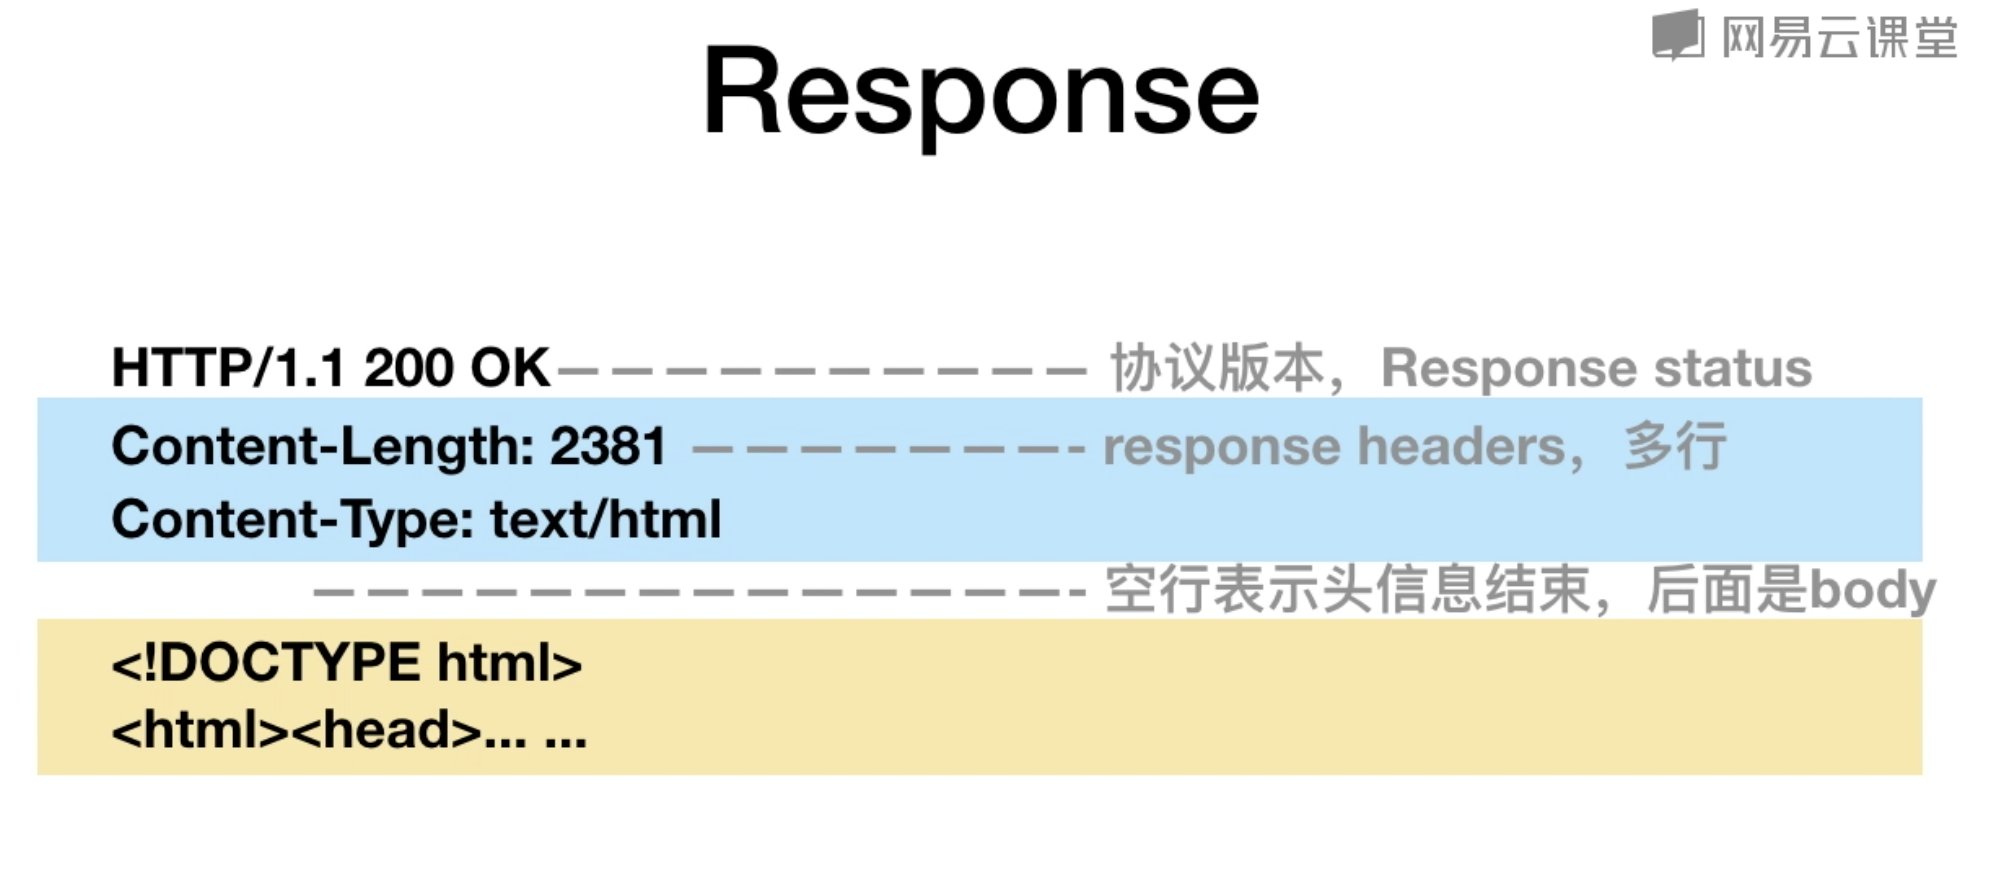 网易云课堂
Response
HTTP/1.1 200 OK 协议版本，Response status
Content-Length: 2381 response headers，多行
Content-Type: text/html
空行表示头信息结束，后面是body
<!DOCTYPE html>
<html><head>... ...